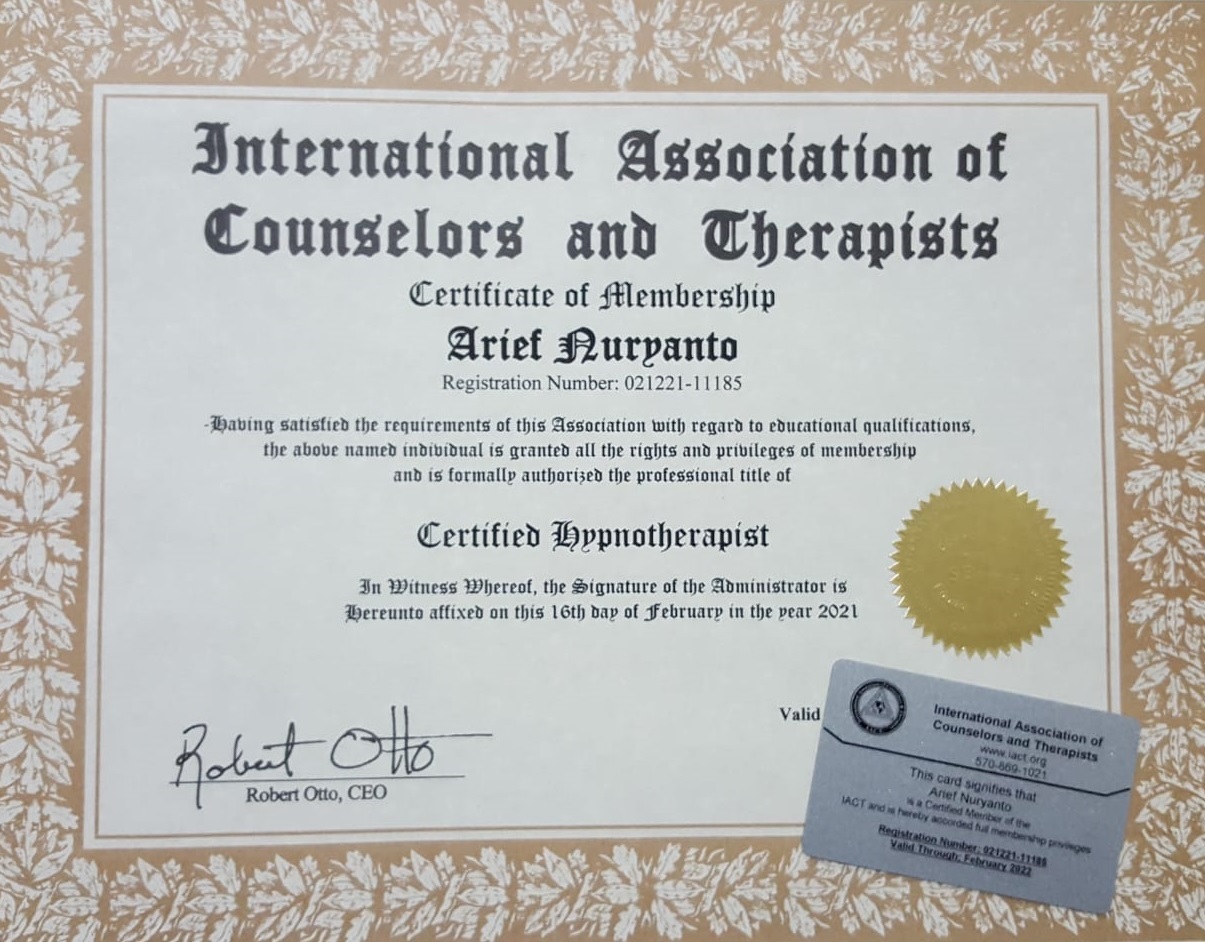 International Association of
Counselors and Therapists
Certificate of Membership
Arief Nuryanto
Registration Number: 021221-11185
-Having satisfied the requirements of this Association with regard to educational qualifications,
the above named individual is granted all the rights and privileges of membership
and is formally authorized the professional title of
Certified Hypnotherapist
In Witness Whereof, the Signature of the Administrator is
Hereunto affixed on this 16th day of February in the year 2021
Robert Otto
Robert Otto, CEO
Valid
International Association of
Counselors and Therapists
www.iact.org
570-869-1021
This card signifies that
Arief Nuryanto
is a Certified Member of the
IACT and is hereby accorded full membership privileges
Registration Number: 021221-11185
Valid Through: February 2022